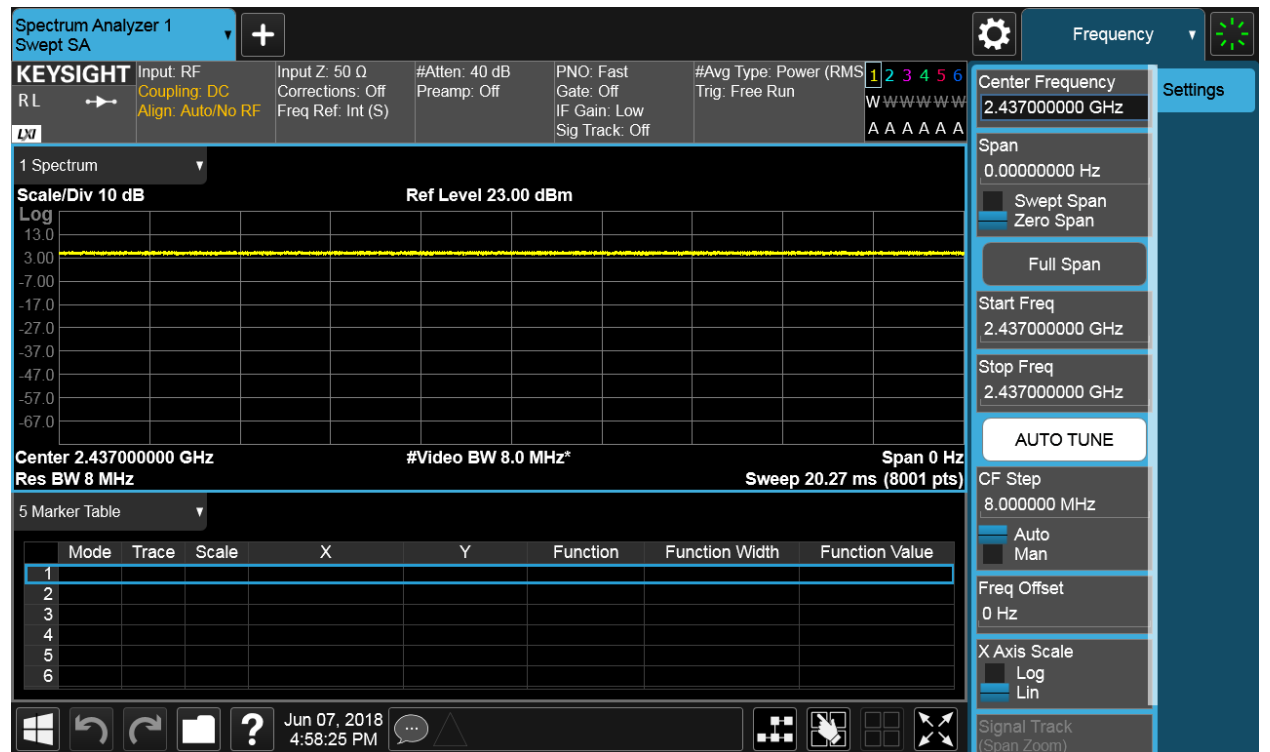 Spectrum Analyzer 1
Swept SA
Frequency
KEYSIGHT
RL
LXI
Input: RF
Coupling: DC
Align: Auto/No RF
Input Z: 50 Ω
Corrections: Off
Freq Ref: Int (S)
#Atten: 40 dB
Preamp: Off
PNO: Fast
Gate: Off
IF Gain: Low
Sig Track: Off
#Avg Type: Power (RMS
Trig: Free Run
1 2 3 4 5 6
W W W W W W
A A A A A A
1 Spectrum
Scale/Div 10 dB
Ref Level 23.00 dBm
Log
13.0
3.00
-7.00
-17.0
-27.0
-37.0
-47.0
-57.0
-67.0
Center 2.437000000 GHz
#Video BW 8.0 MHz*
Span 0 Hz
Res BW 8 MHz
Sweep 20.27 ms (8001 pts)
5 Marker Table
Mode Trace Scale X Y Function Function Width Function Value
1
2
3
4
5
6
Jun 07, 2018
4:58:25 PM
Center Frequency
2.437000000 GHz
Settings
Span
0.00000000 Hz
Swept Span
Zero Span
Full Span
Start Freq
2.437000000 GHz
Stop Freq
2.437000000 GHz
AUTO TUNE
CF Step
8.000000 MHz
Auto
Man
Freq Offset
0 Hz
X Axis Scale
Log
Lin
Signal Track
(Span Zoom)